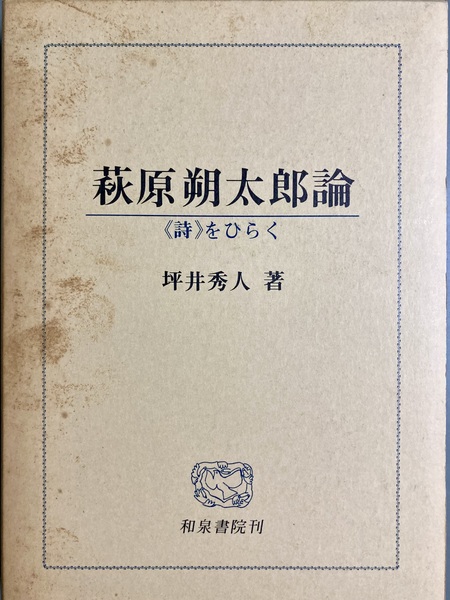 萩原朔太郎論
《詩》をひらく
坪井秀人 著
和泉書院刊